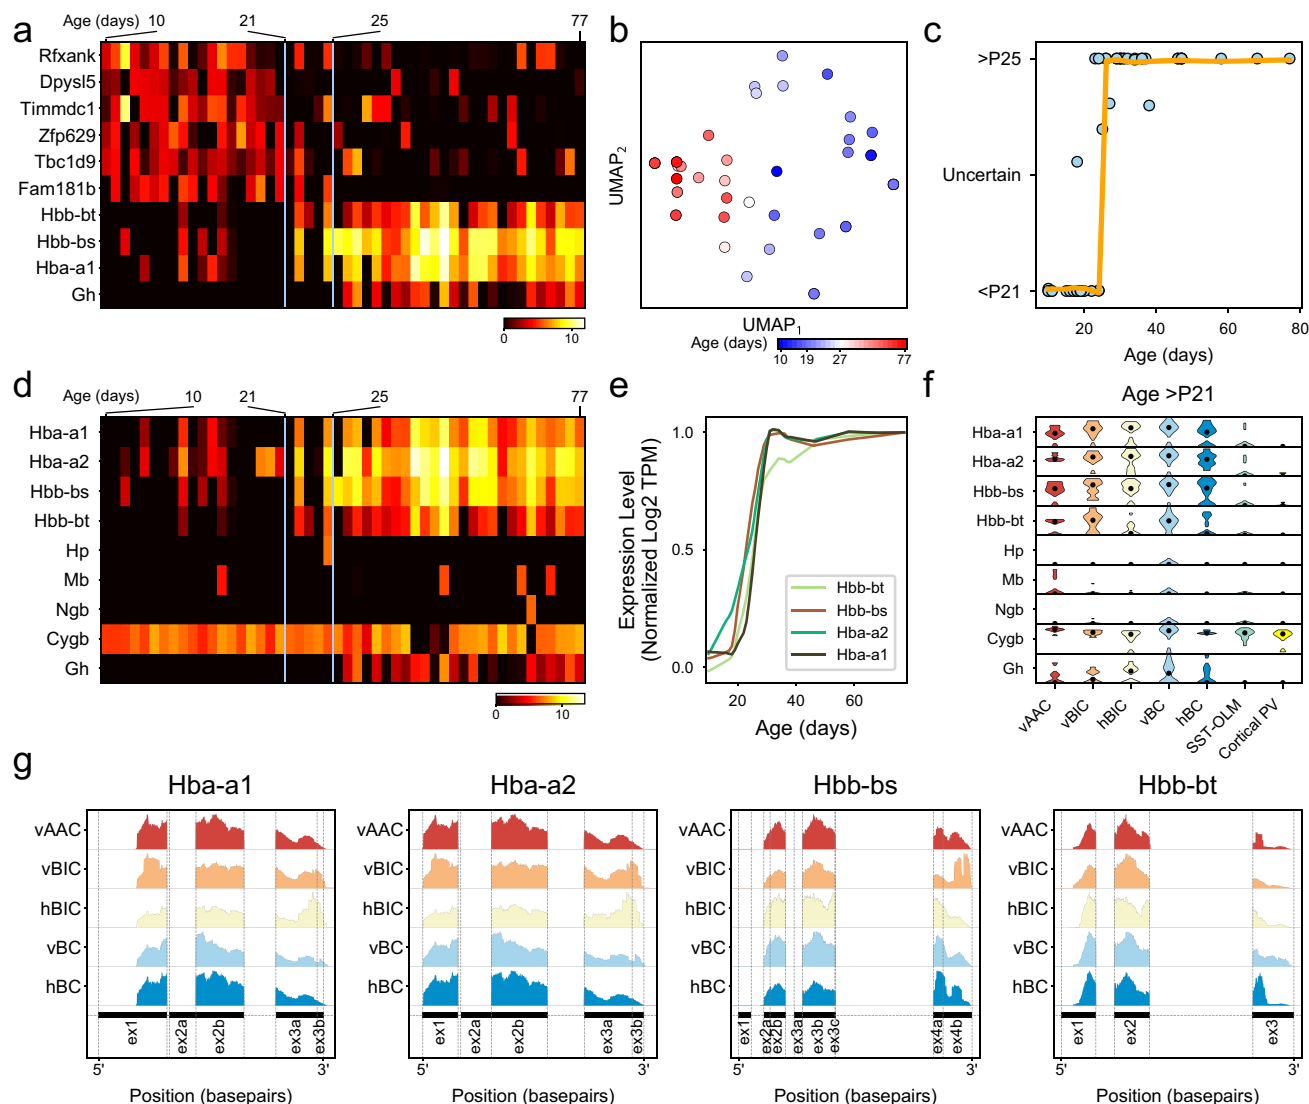 a
Age (days) 10 21 25 77
Rfxank
Dpysl5
Timmdc1
Zfp629
Tbc1d9
Fam181b
Hbb-bt
Hbb-bs
Hba-a1
Gh
0 10
b
UMAP2
UMAP1
Age (days)
10 19 27 77
c
>P25
Uncertain
<P21
20 40 60 80
Age (days)
d
Age (days) 10 21 25 77
Hba-a1
Hba-a2
Hbb-bs
Hbb-bt
Hp
Mb
Ngb
Cygb
Gh
0 10
e
Expression Level
(Normalized Log2 TPM)
1.0
0.5
0.0
Hbb-bt
Hbb-bs
Hba-a2
Hba-a1
20 40 60
Age (days)
f
Age >P21
Hba-a1
Hba-a2
Hbb-bs
Hbb-bt
Hp
Mb
Ngb
Cygb
Gh
vAAC
vBIC
hBIC
vBC
hBC
SST-OLM
Cortical PV
g
Hba-a1
vAAC
vBIC
hBIC
vBC
hBC
ex1 ex2a ex2b ex3a ex3b
5' 3'
Position (basepairs)
Hba-a2
vAAC
vBIC
hBIC
vBC
hBC
ex1 ex2a ex2b ex3a ex3b
5' 3'
Position (basepairs)
Hbb-bs
vAAC
vBIC
hBIC
vBC
hBC
ex1 ex2a ex2b ex3a ex3b ex3c ex4a ex4b
5' 3'
Position (basepairs)
Hbb-bt
vAAC
vBIC
hBIC
vBC
hBC
ex1 ex2 ex3
5' 3'
Position (basepairs)